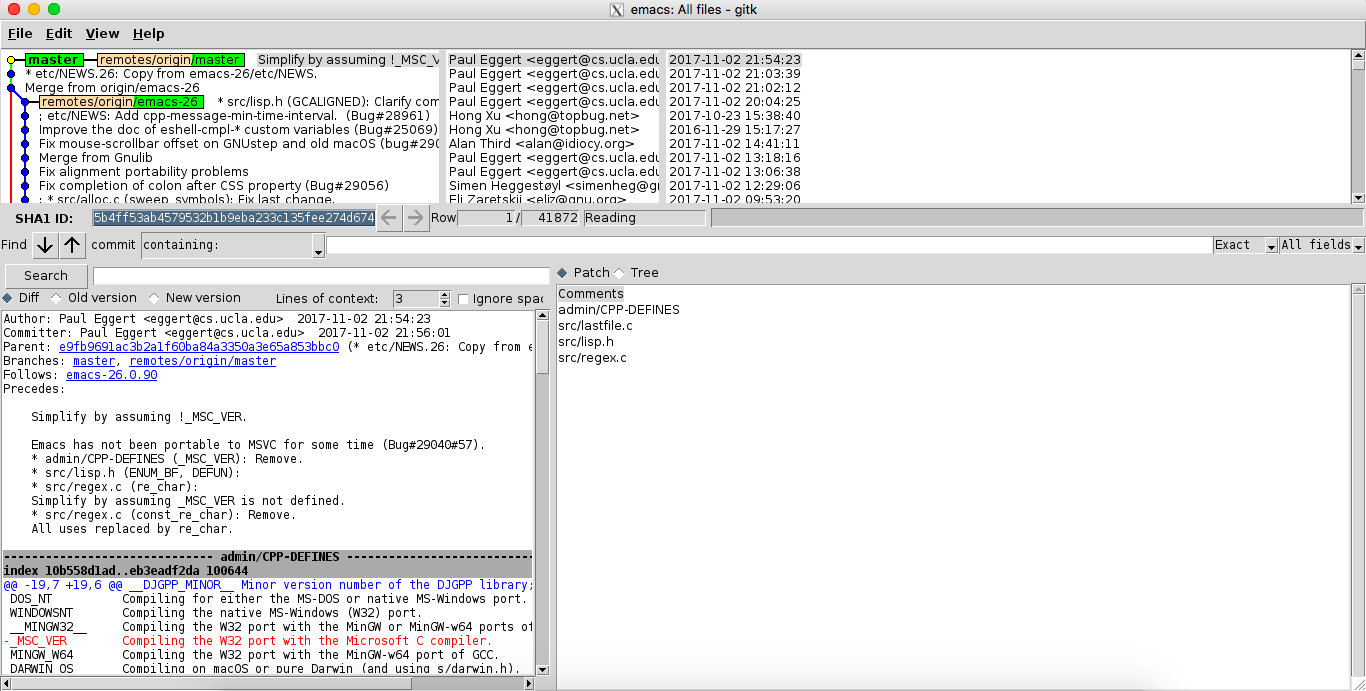 emacs: All files - gitk
File Edit View Help
master remotes/origin/master Simplify by assuming !_MSC_V Paul Eggert <eggert@cs.ucla.edu 2017-11-02 21:54:23
* etc/NEWS.26: Copy from emacs-26/etc/NEWS. Paul Eggert <eggert@cs.ucla.edu 2017-11-02 21:03:39
Merge from origin/emacs-26 Paul Eggert <eggert@cs.ucla.edu 2017-11-02 21:02:12
remotes/origin/emacs-26 * src/lisp.h (GCALIGNED): Clarify com Paul Eggert <eggert@cs.ucla.edu 2017-11-02 20:04:25
; etc/NEWS: Add cpp-message-min-time-interval. (Bug#28961) Hong Xu <hong@topbug.net> 2017-10-23 15:38:40
Improve the doc of eshell-cmpl-* custom variables (Bug#25069) Hong Xu <hong@topbug.net> 2016-11-29 15:17:27
Fix mouse-scrollbar offset on GNUstep and old macOS (bug#290 Alan Third <alan@idiocy.org> 2017-11-02 14:41:11
Merge from Gnulib Paul Eggert <eggert@cs.ucla.edu 2017-11-02 13:18:16
Fix alignment portability problems Paul Eggert <eggert@cs.ucla.edu 2017-11-02 13:06:38
Fix completion of colon after CSS property (Bug#29056) Simen Heggestøyl <simenheg@gr 2017-11-02 12:29:06
; * src/alloc.c (sweep_symbols): Fix last change. Eli Zaretskii <eliz@gnu.org> 2017-11-02 09:53:20
SHA1 ID: 5b4ff53ab4579532b1b9eba233c135fee274d674 Row 1 / 41872 Reading
Find commit containing: Exact All fields
Search
Patch Tree
Diff Old version New version Lines of context: 3 Ignore spac
Comments
admin/CPP-DEFINES
src/lastfile.c
src/lisp.h
src/regex.c
Author: Paul Eggert <eggert@cs.ucla.edu> 2017-11-02 21:54:23
Committer: Paul Eggert <eggert@cs.ucla.edu> 2017-11-02 21:56:01
Parent: e9fb9691ac3b2a1f60ba84a3350a3e65a853bbc0 (* etc/NEWS.26: Copy from e
Branches: master, remotes/origin/master
Follows: emacs-26.0.90
Precedes:
Simplify by assuming !_MSC_VER.
Emacs has not been portable to MSVC for some time (Bug#29040#57).
* admin/CPP-DEFINES (_MSC_VER): Remove.
* src/lisp.h (ENUM_BF, DEFUN):
* src/regex.c (re_char):
Simplify by assuming _MSC_VER is not defined.
* src/regex.c (const_re_char): Remove.
All uses replaced by re_char.
------------------------------ admin/CPP-DEFINES --------------------------
index 10b558d1ad..eb3eadf2da 100644
@@ -19,7 +19,6 @@ __DJGPP_MINOR__ Minor version number of the DJGPP library;
DOS_NT Compiling for either the MS-DOS or native MS-Windows port.
WINDOWSNT Compiling the native MS-Windows (W32) port.
__MINGW32__ Compiling the W32 port with the MinGW or MinGW-w64 ports of
-_MSC_VER Compiling the W32 port with the Microsoft C compiler.
MINGW_W64 Compiling the W32 port with the MinGW-w64 port of GCC.
DARWIN_OS Compiling on macOS or pure Darwin (and using s/darwin.h).